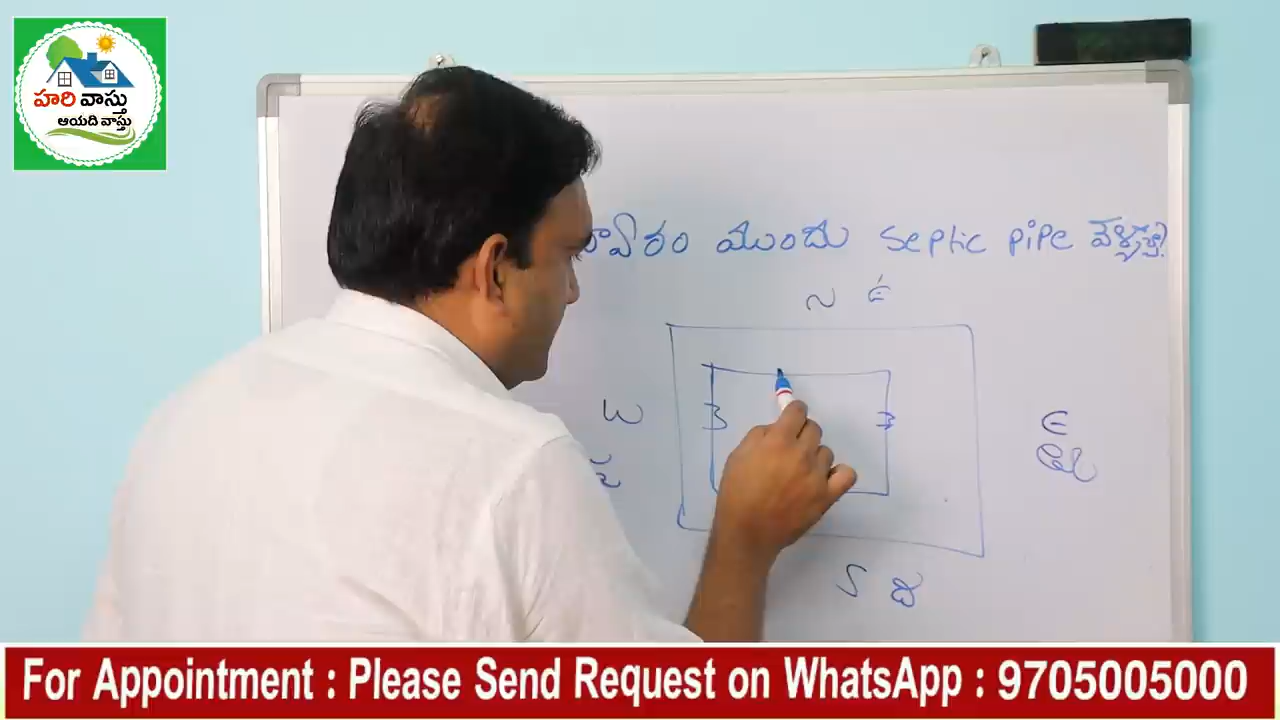 హరి వాస్తు
ఆయది వాస్తు
ముందు septic pipe వెళ్ళొచ్చా?
N ఉ
W
E
తూ
S ద
For Appointment : Please Send Request on WhatsApp : 9705005000